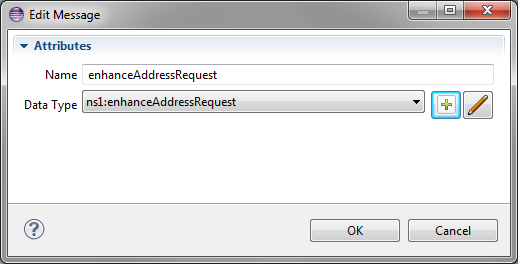 Edit Message
Attributes
Name enhanceAddressRequest
Data Type ns1:enhanceAddressRequest
OK Cancel